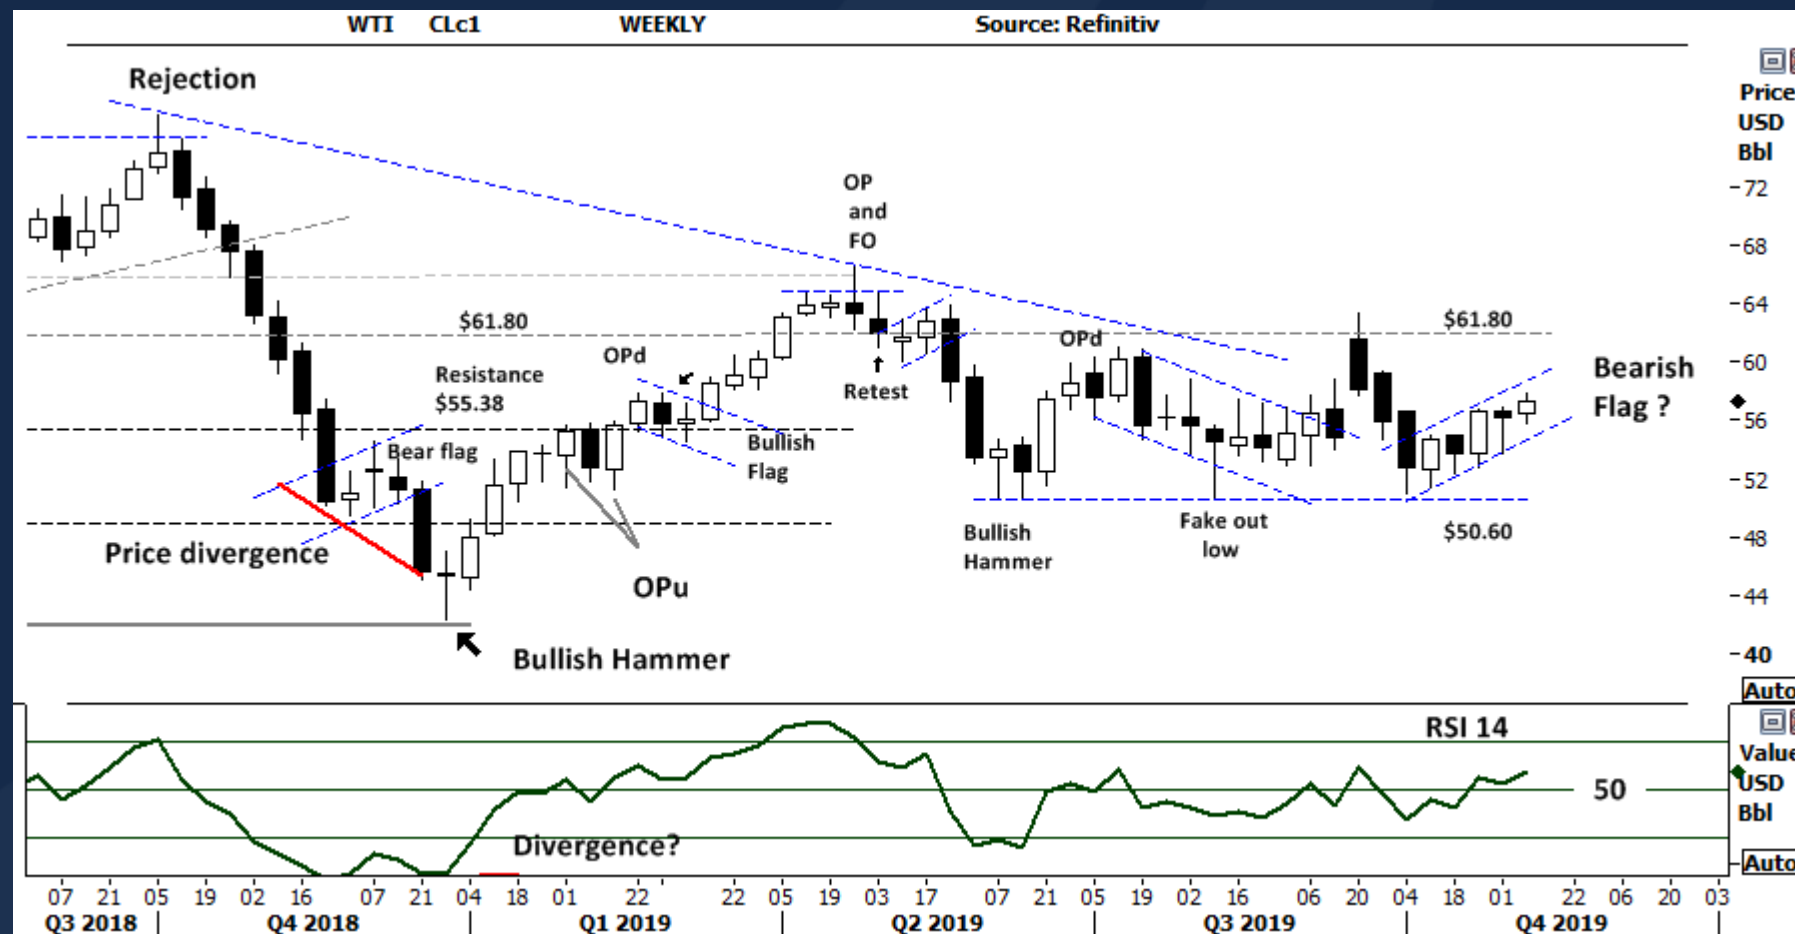 WTI CLc1 WEEKLY Source: Refinitiv
Rejection
Price
USD
Bbl
72
68
64
60
56
52
48
44
40
Auto
OP
and
FO
$61.80
$61.80
OPd
OPd
Resistance
$55.38
Retest
Bearish
Flag ?
Bear flag
Bullish
Flag
Price divergence
Bullish
Hammer
Fake out
low
$50.60
OPu
Bullish Hammer
RSI 14
Value
USD
Bbl
50
Divergence?
Auto
07 21 05 19 02 16 07 21 04 18 01 22 22 05 19 03 17 07 21 05 19 02 16 06 20 04 18 01 22 06 20 03
Q3 2018 Q4 2018 Q1 2019 Q2 2019 Q3 2019 Q4 2019